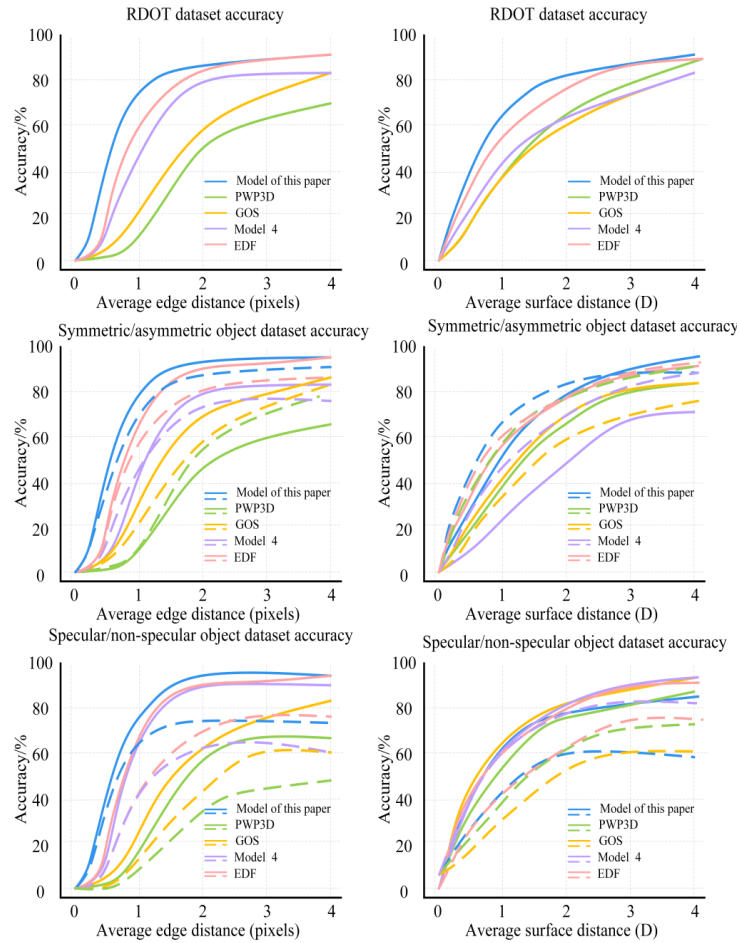 RDOT dataset accuracy
100
80
60
40
20
0
Accuracy/%
Model of this paper
PWP3D
GOS
Model 4
EDF
0 1 2 3 4
Average edge distance (pixels)
RDOT dataset accuracy
100
80
60
40
20
0
Accuracy/%
Model of this paper
PWP3D
GOS
Model 4
EDF
0 1 2 3 4
Average surface distance (D)
Symmetric/asymmetric object dataset accuracy
100
80
60
40
20
0
Accuracy/%
Model of this paper
PWP3D
GOS
Model 4
EDF
0 1 2 3 4
Average edge distance (pixels)
Symmetric/asymmetric object dataset accuracy
100
80
60
40
20
0
Accuracy/%
Model of this paper
PWP3D
GOS
Model 4
EDF
0 1 2 3 4
Average surface distance (D)
Specular/non-specular object dataset accuracy
100
80
60
40
20
0
Accuracy/%
Model of this paper
PWP3D
GOS
Model 4
EDF
0 1 2 3 4
Average edge distance (pixels)
Specular/non-specular object dataset accuracy
100
80
60
40
20
0
Accuracy/%
Model of this paper
PWP3D
GOS
Model 4
EDF
0 1 2 3 4
Average surface distance (D)